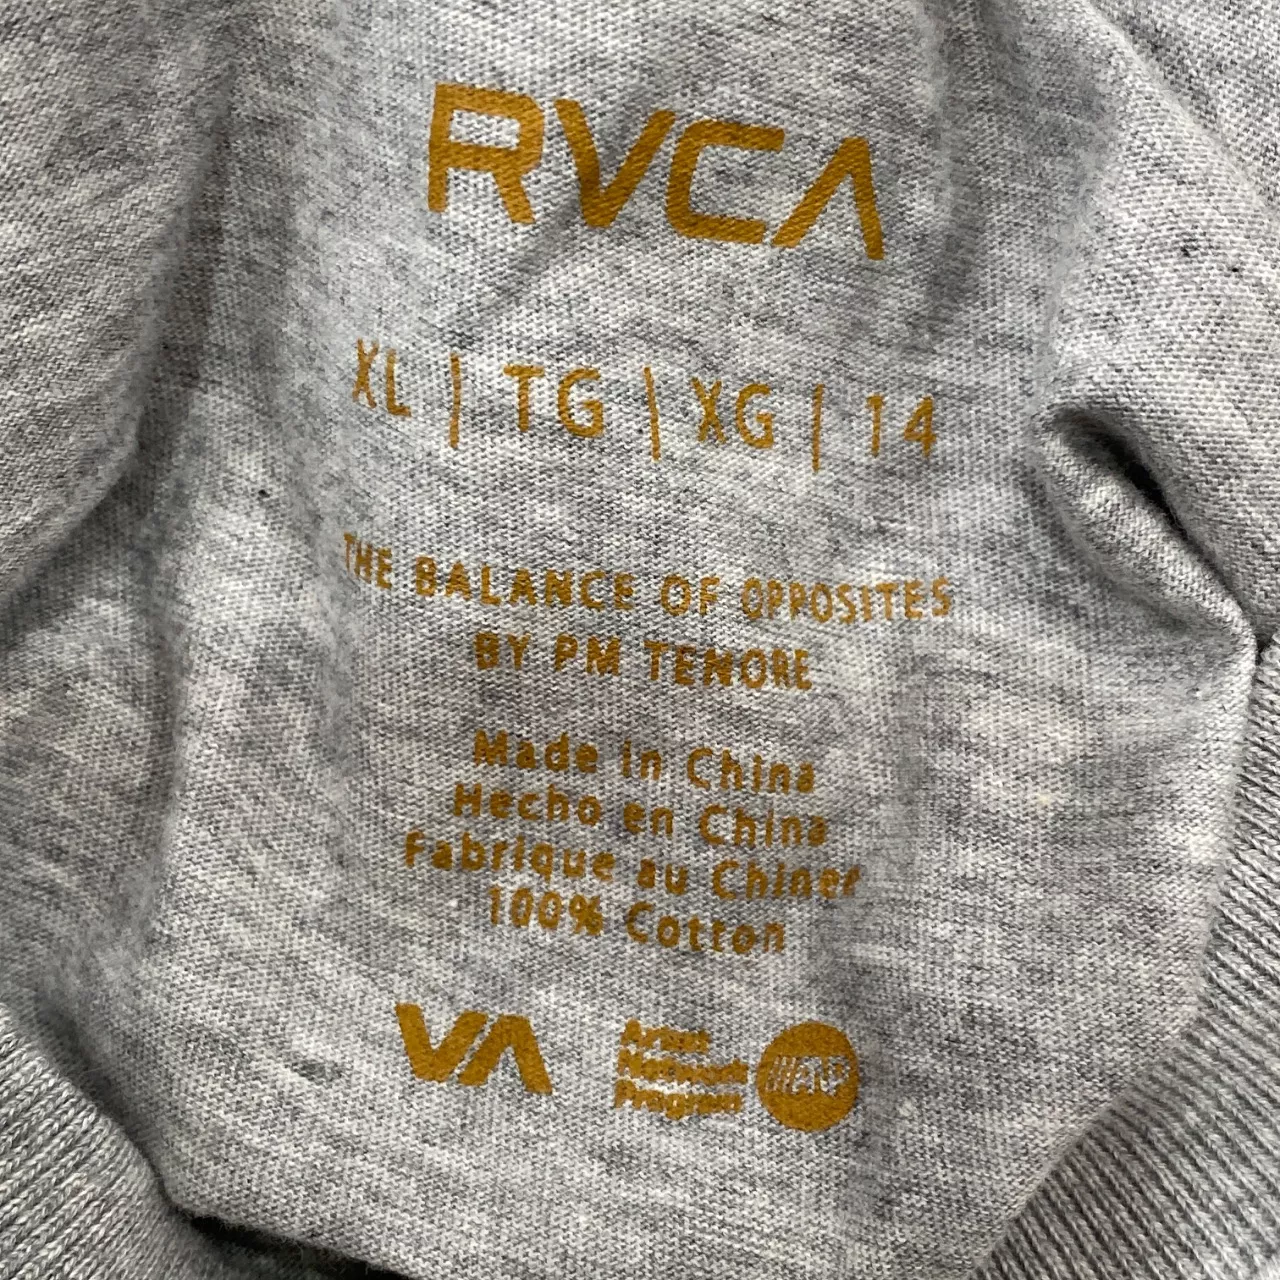 RVCA
XL | TG | XG | 14
THE BALANCE OF OPPOSITES
BY PM TENORE
Made in China
Hecho en China
Fabrique au Chiner
100% Cotton
VA
Artist
Network
Program
ANP